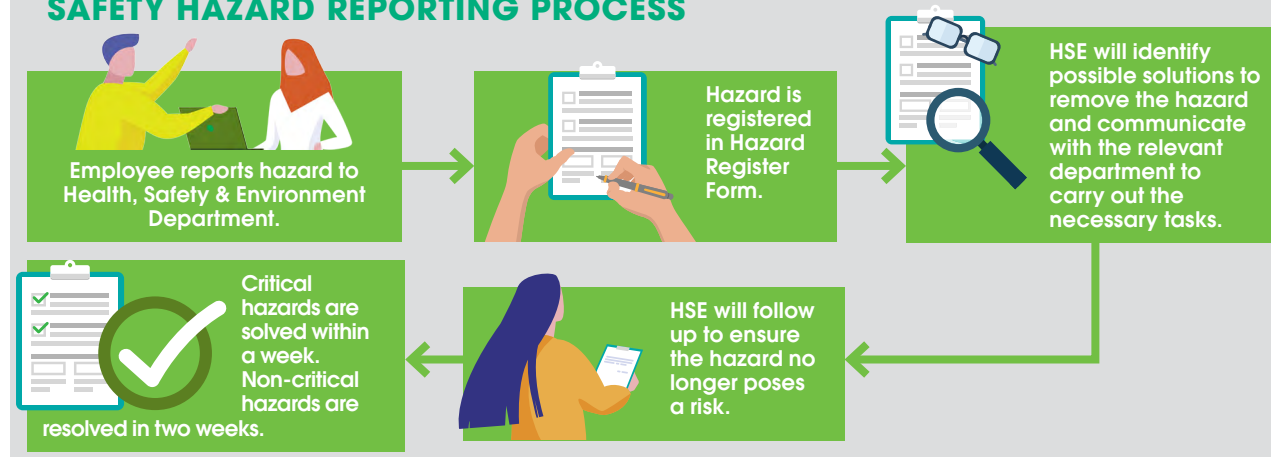 SAFETY HAZARD REPORTING PROCESS
Employee reports hazard to
Health, Safety & Environment
Department.
Hazard is
registered
in Hazard
Register
Form.
HSE will identify
possible solutions to
remove the hazard
and communicate
with the relevant
department to
carry out the
necessary tasks.
HSE will follow
up to ensure
the hazard no
longer poses
a risk.
Critical
hazards are
solved within
a week.
Non-critical
hazards are
resolved in two weeks.